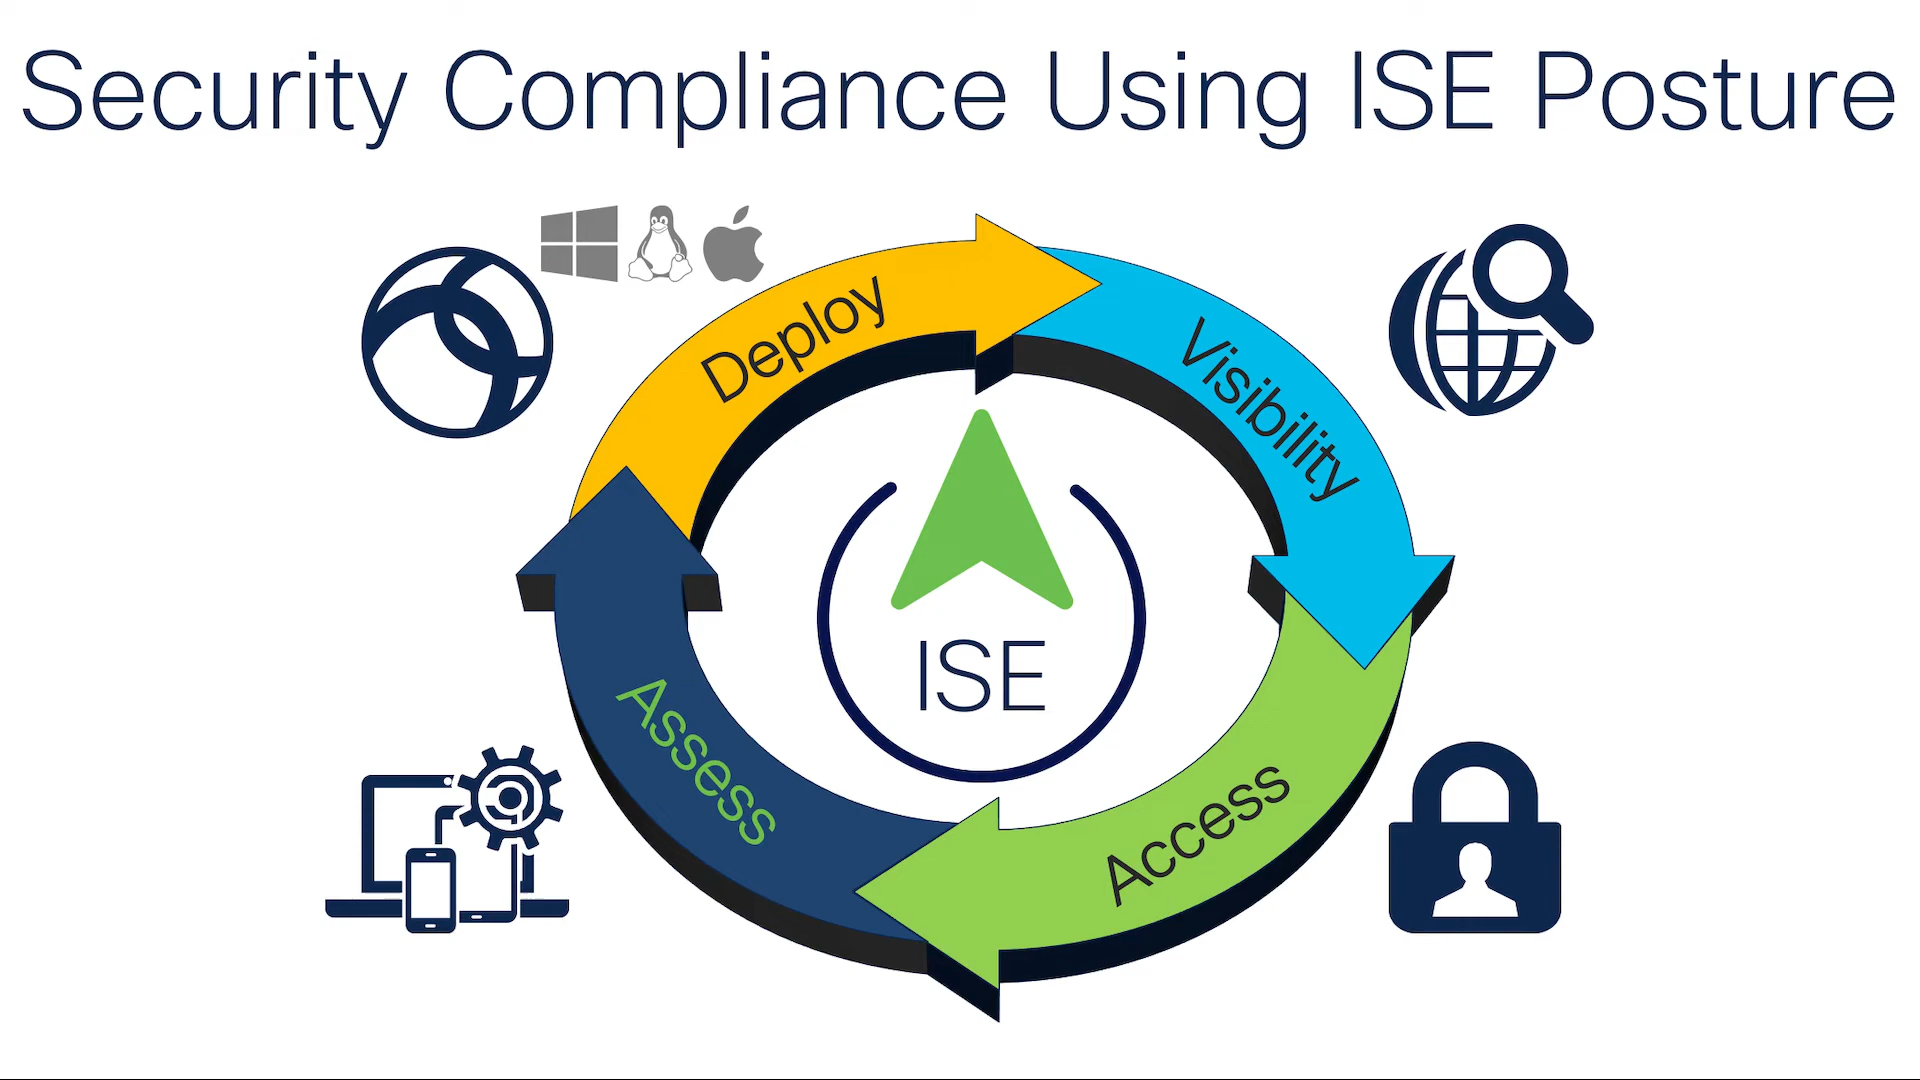 Security Compliance Using ISE Posture
Deploy
Visibility
ISE
Assess
Access